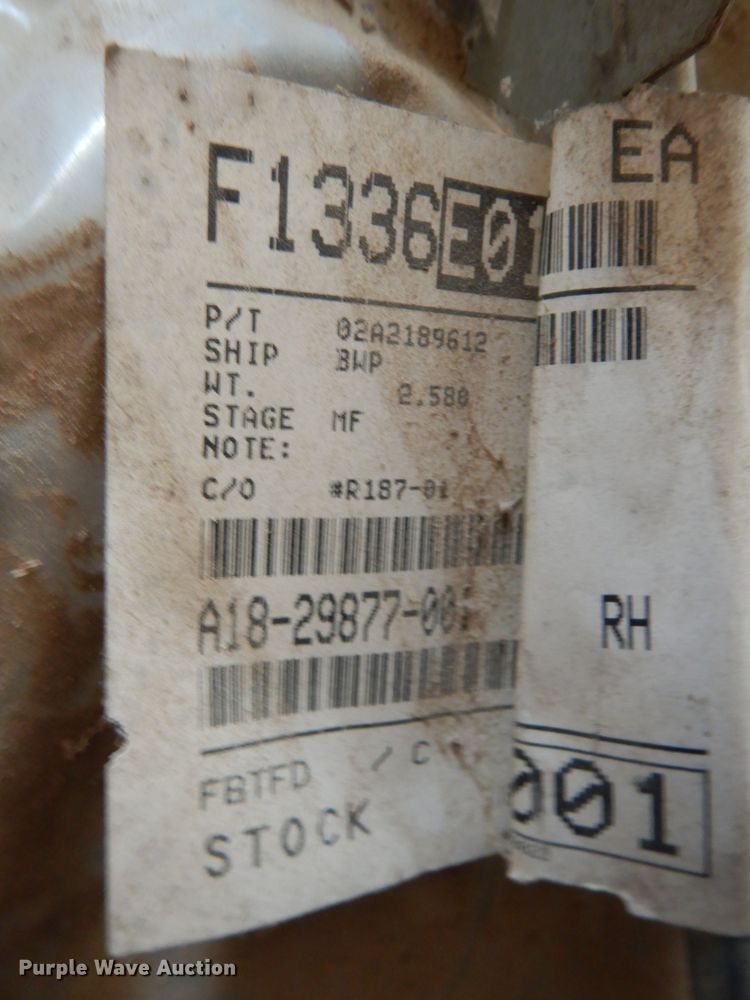 EA
F1336E01
P/T 02A2189612
SHIP BWP
WT. 2.580
STAGE MF
NOTE:
C/O #R187-01
A18-29877-001
RH
FBTFD / C
STOCK
001
Purple Wave Auction